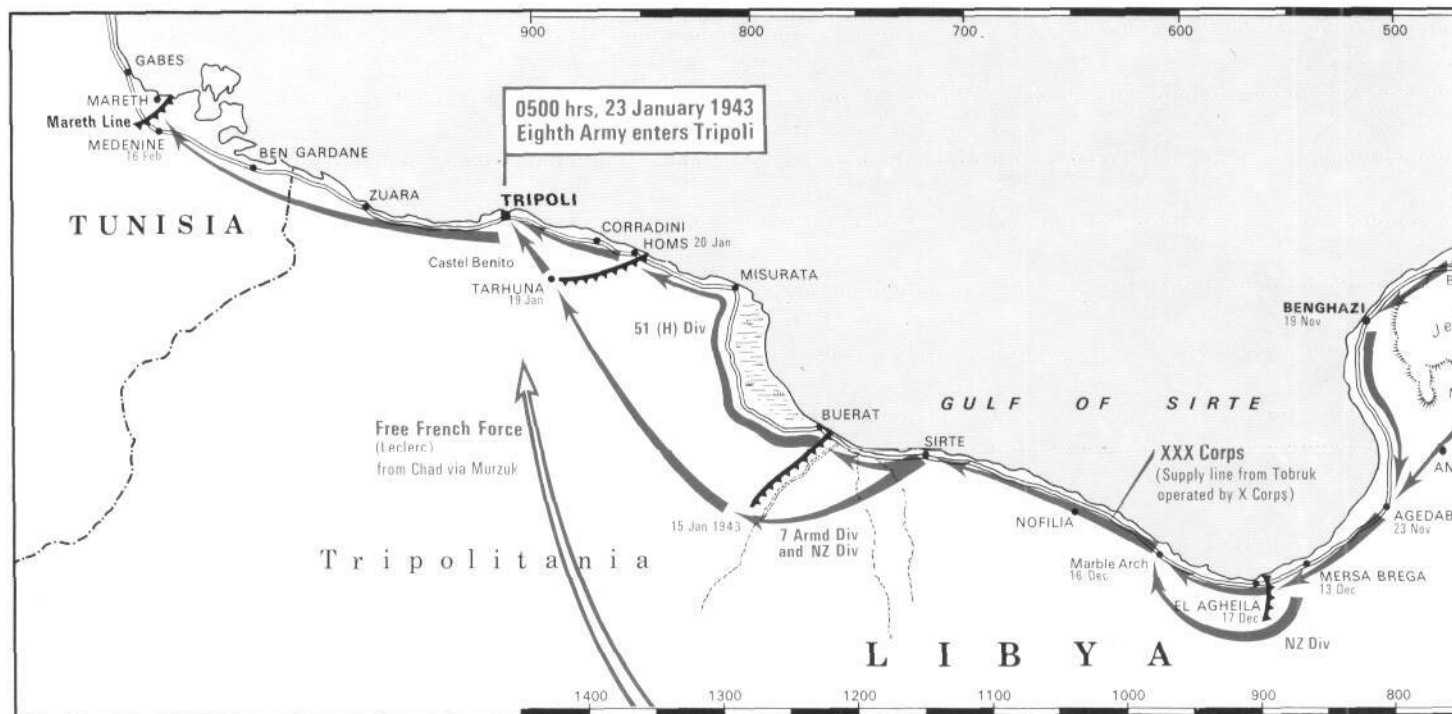 900
800
700
600
500
GABES
MARETH
Mareth Line
MEDENINE
16 Feb
BEN GARDANE
ZUARA
TUNISIA
0500 hrs, 23 January 1943
Eighth Army enters Tripoli
TRIPOLI
CORRADINI
HOMS 20 Jan
Castel Benito
TARHUNA
19 Jan
MISURATA
51 (H) Div
BENGHAZI
19 Nov
Je
Free French Force
(Leclerc)
from Chad via Murzuk
BUERAT
GULF OF SIRTE
SIRTE
XXX Corps
(Supply line from Tobruk
operated by X Corps)
AN
15 Jan 1943
7 Armd Div
and NZ Div
NOFILIA
AGEDAB
23 Nov
Tripolitania
Marble Arch
16 Dec
MERSA BREGA
13 Dec
EL AGHEILA
17 Dec
NZ Div
LIBYA
1400
1300
1200
1100
1000
900
800